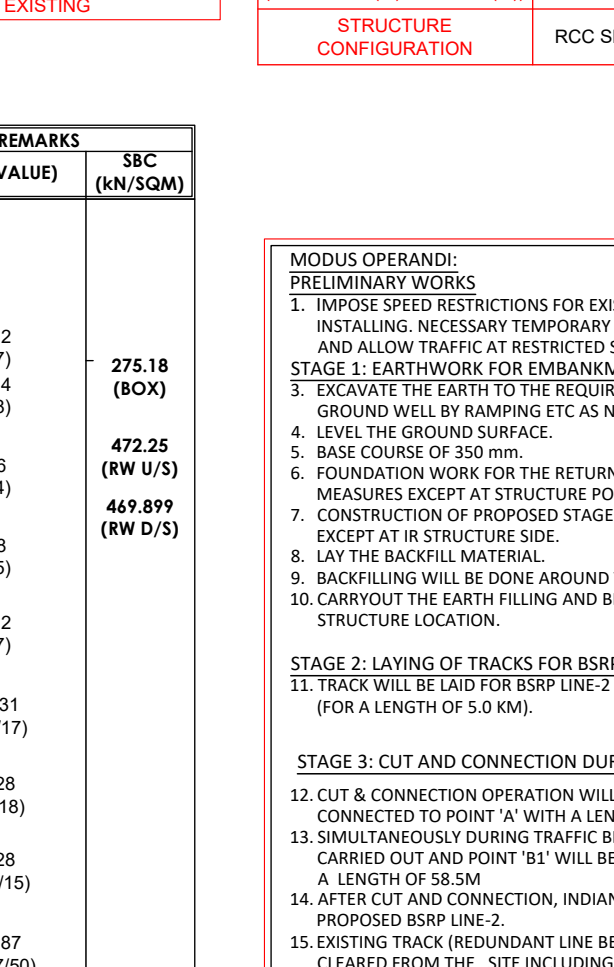 EXISTING
STRUCTURE
CONFIGURATION
RCC
REMARKS
VALUE)
SBC
(kN/SQM)
275.18
(BOX)
472.25
(RW U/S)
469.899
(RW D/S)
2
7)
4
3)
6
4)
3
5)
2
7)
31
/17)
28
18)
28
/15)
87
7/50)
MODUS OPERANDI:
PRELIMINARY WORKS
1. IMPOSE SPEED RESTRICTIONS FOR
INSTALLING. NECESSARY TEMPORARY
AND ALLOW TRAFFIC AT RESTRICTED
STAGE 1: EARTHWORK FOR
3. EXCAVATE THE EARTH TO THE
GROUND WELL BY RAMPING ETC AS
4. LEVEL THE GROUND SURFACE.
5. BASE COURSE OF 350 mm.
6. FOUNDATION WORK FOR THE RETURN
MEASURES EXCEPT AT STRUCTURE
7. CONSTRUCTION OF PROPOSED STAGE
EXCEPT AT IR STRUCTURE SIDE.
8. LAY THE BACKFILL MATERIAL.
9. BACKFILLING WILL BE DONE AROUND
10. CARRYOUT THE EARTH FILLING AND
STRUCTURE LOCATION.
STAGE 2: LAYING OF TRACKS FOR BSRP
11. TRACK WILL BE LAID FOR BSRP LINE-2
(FOR A LENGTH OF 5.0 KM).
STAGE 3: CUT AND CONNECTION
12. CUT & CONNECTION OPERATION WILL
CONNECTED TO POINT 'A' WITH A
13. SIMULTANEOUSLY DURING TRAFFIC
CARRIED OUT AND POINT 'B1' WILL BE
A LENGTH OF 58.5M
14. AFTER CUT AND CONNECTION, INDIAN
PROPOSED BSRP LINE-2.
15. EXISTING TRACK (REDUNDANT LINE
CLEARED FROM THE SITE INCLUDING